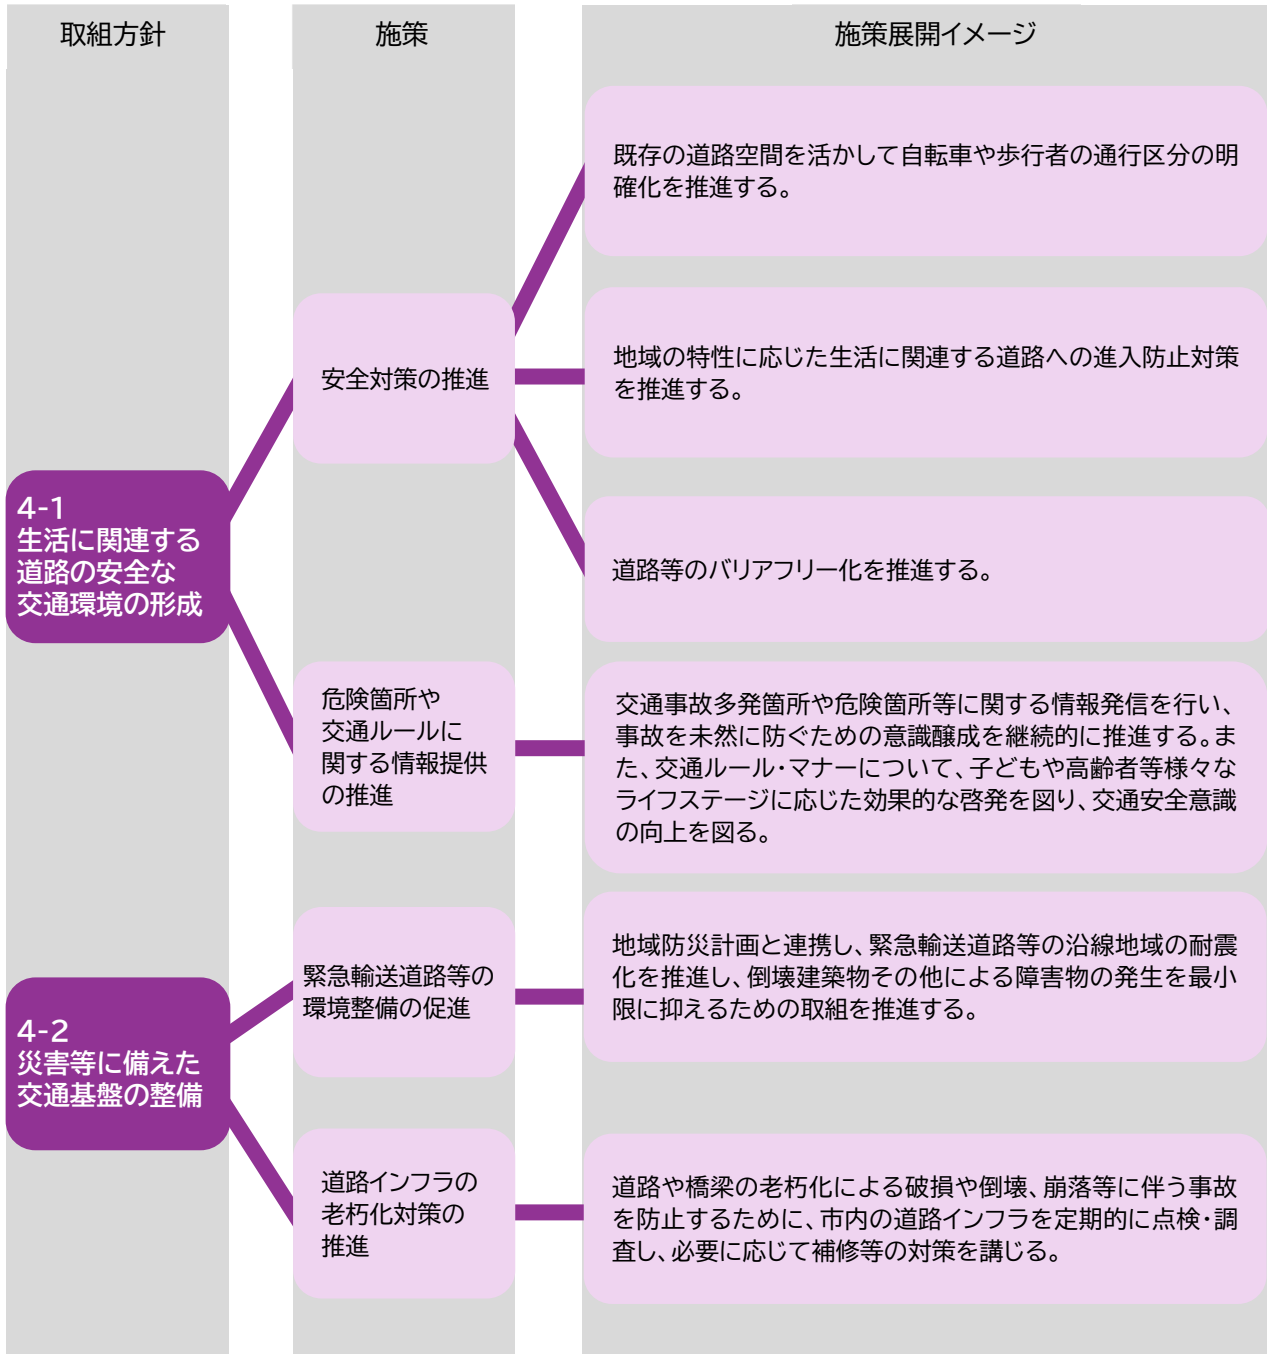 取組方針
施策
施策展開イメージ
4-1
生活に関連する
道路の安全な
交通環境の形成
安全対策の推進
既存の道路空間を活かして自転車や歩行者の通行区分の明
確化を推進する。
地域の特性に応じた生活に関連する道路への進入防止対策
を推進する。
道路等のバリアフリー化を推進する。
危険箇所や
交通ルールに
関する情報提供
の推進
交通事故多発箇所や危険箇所等に関する情報発信を行い、
事故を未然に防ぐための意識醸成を継続的に推進する。ま
た、交通ルール・マナーについて、子どもや高齢者等様々な
ライフステージに応じた効果的な啓発を図り、交通安全意識
の向上を図る。
4-2
災害等に備えた
交通基盤の整備
緊急輸送道路等の
環境整備の促進
地域防災計画と連携し、緊急輸送道路等の沿線地域の耐震
化を推進し、倒壊建築物その他による障害物の発生を最小
限に抑えるための取組を推進する。
道路インフラの
老朽化対策の
推進
道路や橋梁の老朽化による破損や倒壊、崩落等に伴う事故
を防止するために、市内の道路インフラを定期的に点検・調
査し、必要に応じて補修等の対策を講じる。